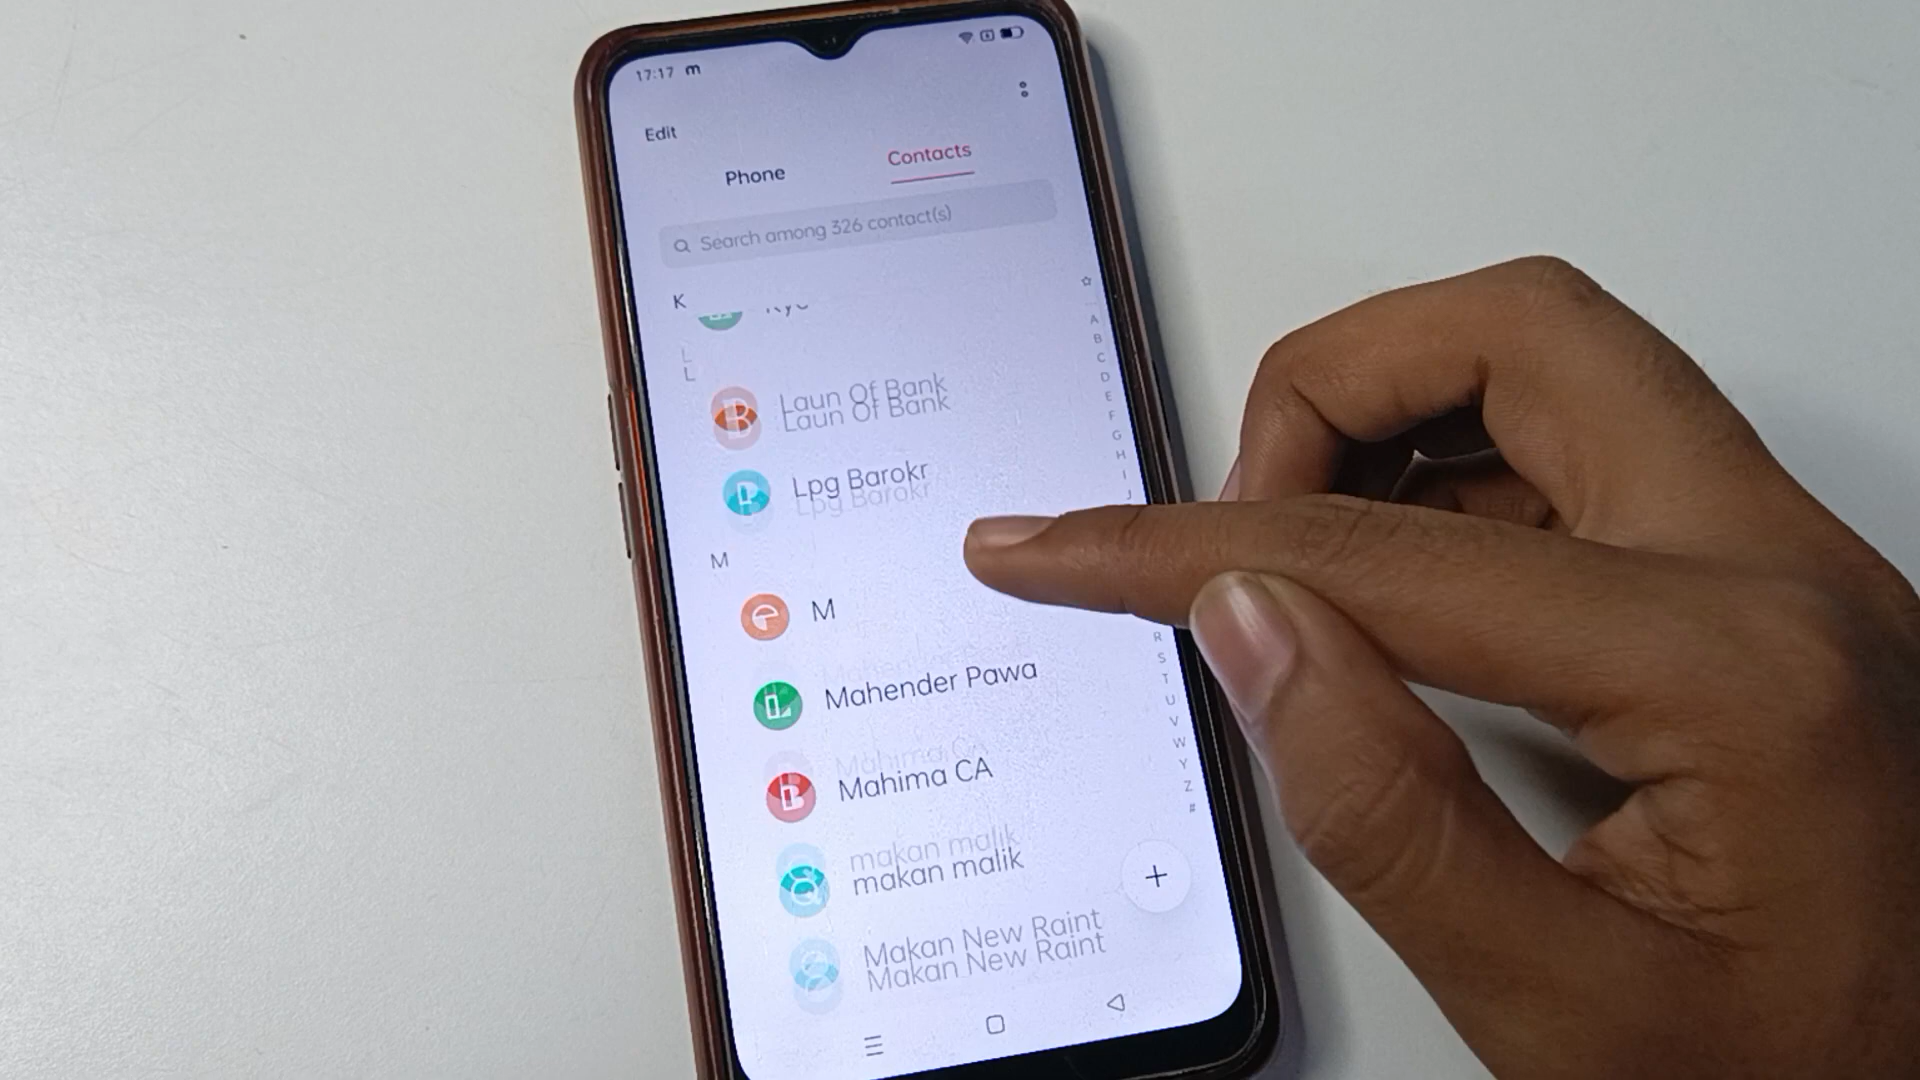 17:17 m
Edit
Phone
Contacts
Search among 326 contact(s)
K
L
Laun Of Bank
Lpg Barokr
M
M
Mahender Pawa
Mahima CA
makan malik
Makan New Raint
A
B
C
D
E
F
G
H
I
J
R
S
T
U
V
W
Y
Z
#